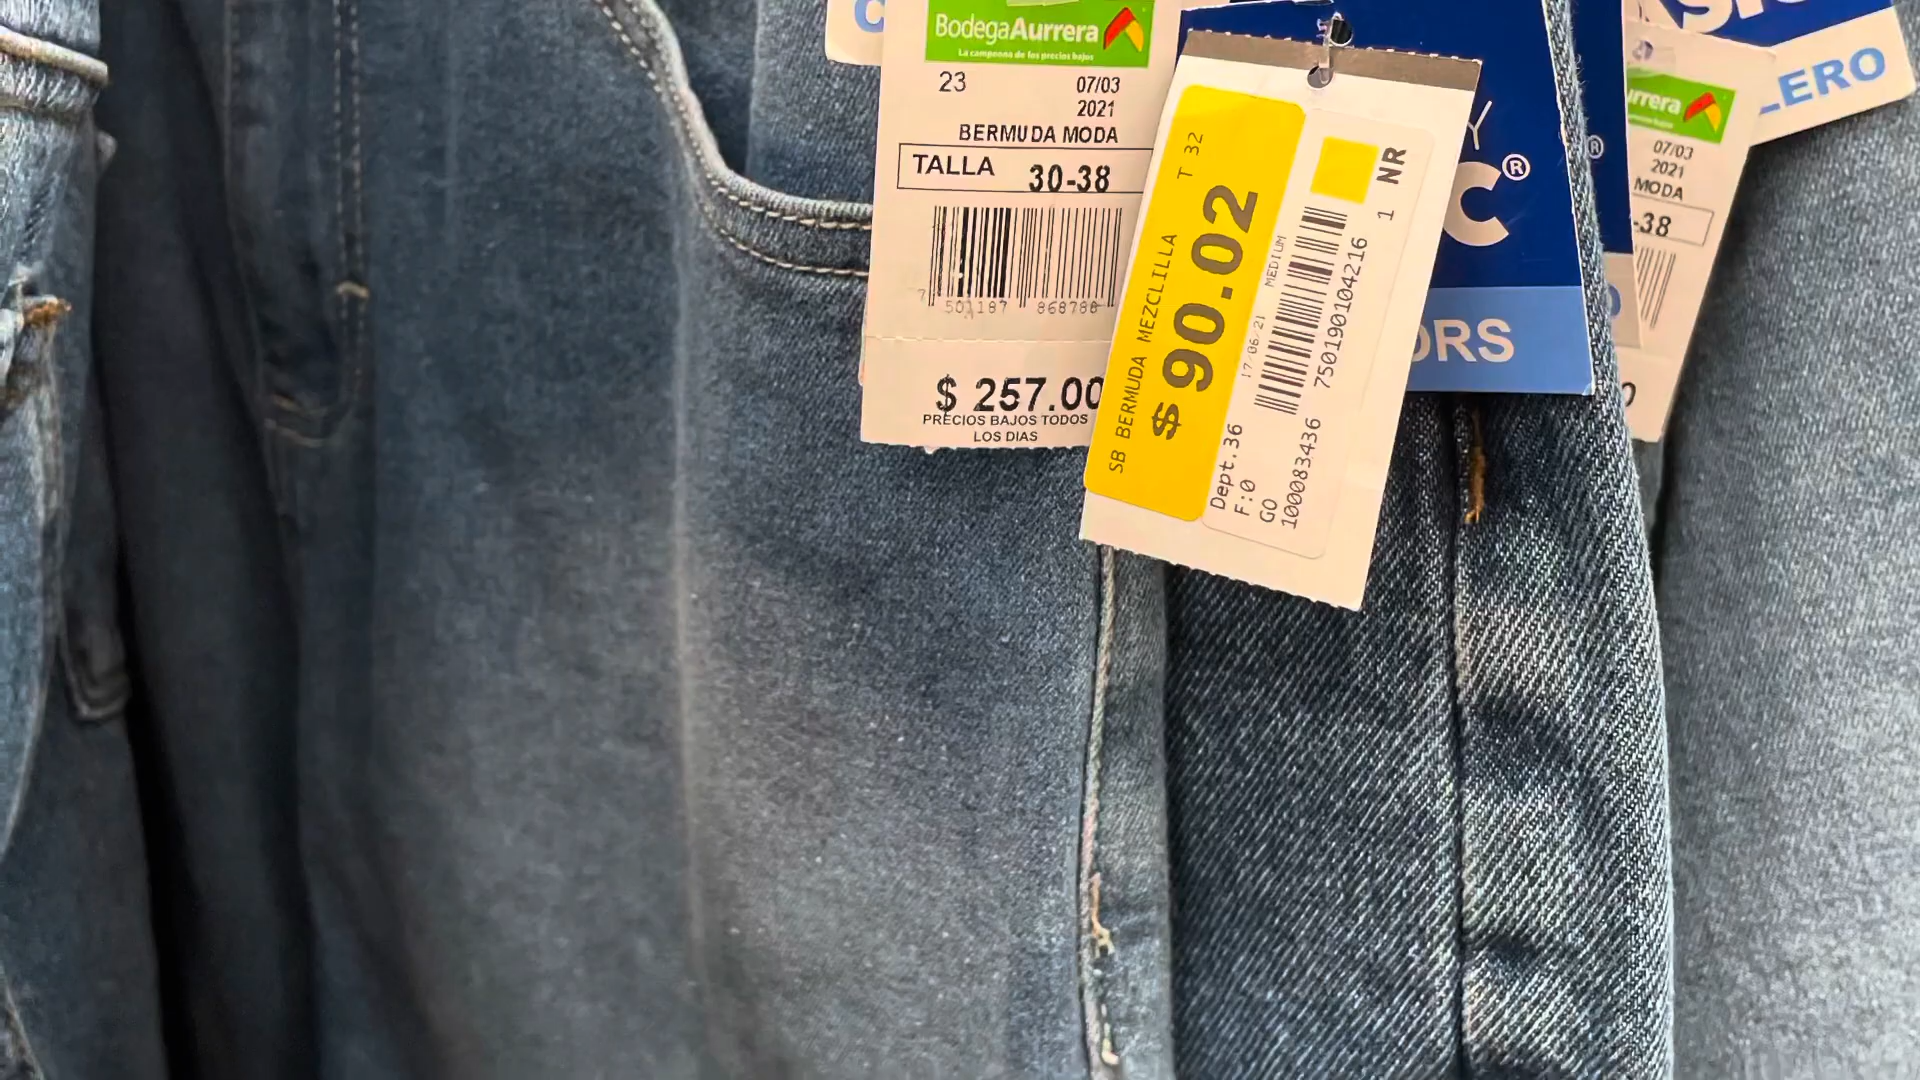 BodegaAurrera
La campeona de los precios bajos
23
07/03
2021
BERMUDA MODA
TALLA 30-38
7 501187 868788
$ 257.00
PRECIOS BAJOS TODOS
LOS DIAS
SB BERMUDA MEZCLILLA T 32
$ 90.02
17/06/21 MEDIUM
Dept.36
F:0
GO
100083436 750190104216 1 NR
C®
ORS
®
rrera
07/03
2021
MODA
-38
LERO